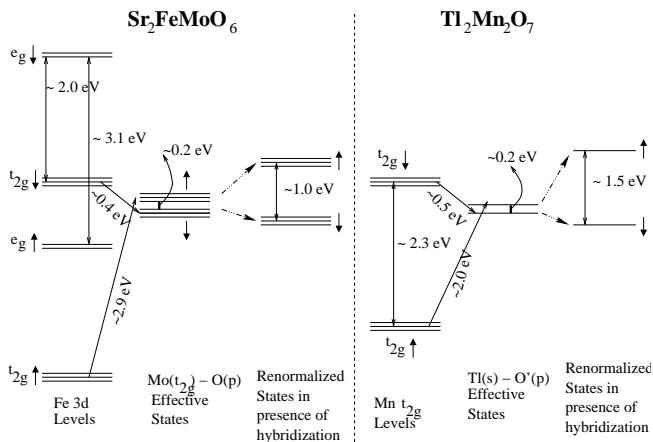 Sr2FeMoO6
Tl2Mn2O7
eg
~ 2.0 eV
~ 3.1 eV
t2g
~0.4 eV
eg
~2.9 eV
t2g
~0.2 eV
~1.0 eV
Fe 3d
Levels
Mo(t2g) – O(p)
Effective
States
Renormalized
States in
presence of
hybridization
t2g
~0.2 eV
~0.5 eV
~ 1.5 eV
~ 2.3 eV
~2.0 eV
t2g
Mn t2g
Levels
Tl(s) – O'(p)
Effective
States
Renormalized
States in
presence of
hybridization